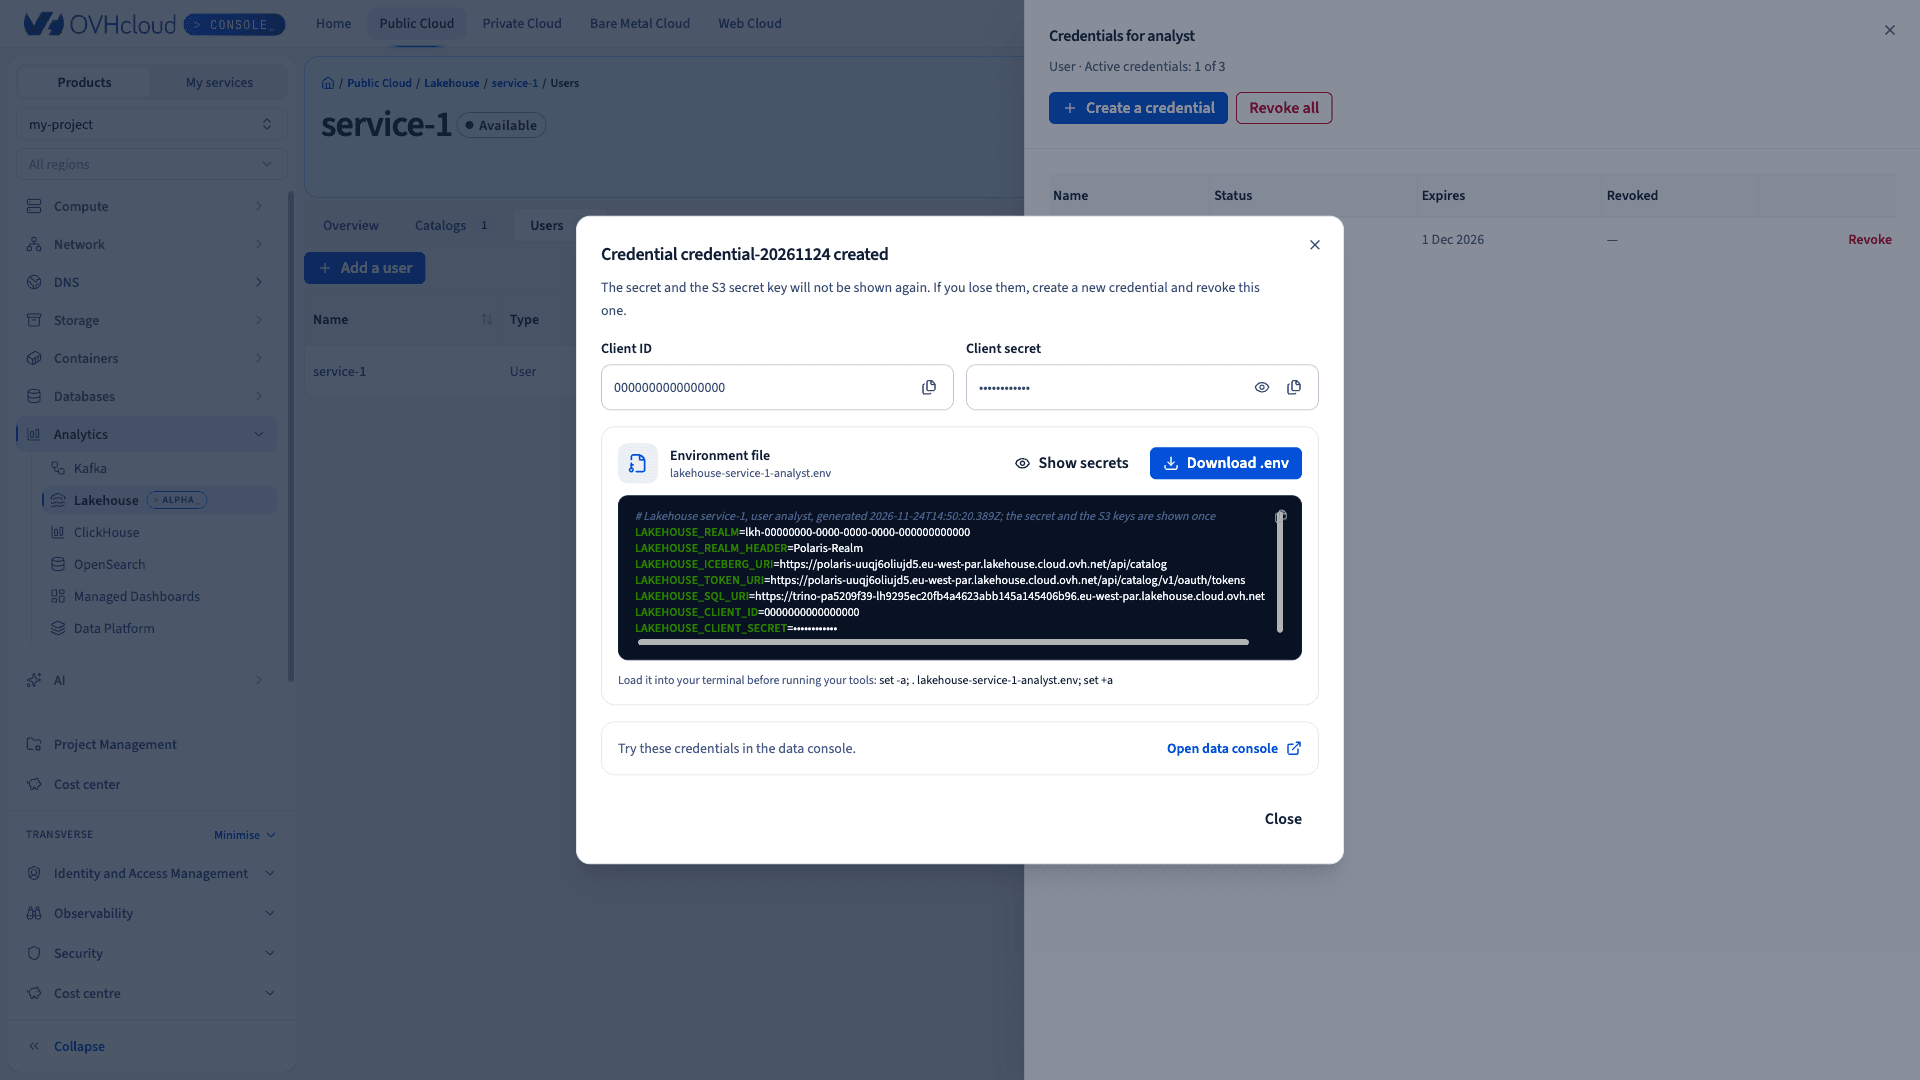 OVHcloud
> CONSOLE_
Home
Public Cloud
Private Cloud
Bare Metal Cloud
Web Cloud
Products
My services
my-project
All regions
Compute
Network
DNS
Storage
Containers
Databases
Analytics
Kafka
Lakehouse
ALPHA_
ClickHouse
OpenSearch
Managed Dashboards
Data Platform
AI
Project Management
Cost center
TRANSVERSE
Minimise
Identity and Access Management
Observability
Security
Cost centre
Collapse
/ Public Cloud / Lakehouse / service-1 / Users
service-1
Available
Overview
Catalogs 1
Users
+ Add a user
Name
Type
service-1
User
Credentials for analyst
User · Active credentials: 1 of 3
+ Create a credential
Revoke all
Name
Status
Expires
Revoked
1 Dec 2026
—
Revoke
Credential credential-20261124 created
The secret and the S3 secret key will not be shown again. If you lose them, create a new credential and revoke this
one.
Client ID
Client secret
0000000000000000
••••••••••••
Environment file
lakehouse-service-1-analyst.env
Show secrets
Download .env
# Lakehouse service-1, user analyst, generated 2026-11-24T14:50:20.389Z; the secret and the S3 keys are shown once
LAKEHOUSE_REALM=lkh-00000000-0000-0000-0000-000000000000
LAKEHOUSE_REALM_HEADER=Polaris-Realm
LAKEHOUSE_ICEBERG_URI=https://polaris-uuqj6oliujd5.eu-west-par.lakehouse.cloud.ovh.net/api/catalog
LAKEHOUSE_TOKEN_URI=https://polaris-uuqj6oliujd5.eu-west-par.lakehouse.cloud.ovh.net/api/catalog/v1/oauth/tokens
LAKEHOUSE_SQL_URI=https://trino-pa5209f39-lh9295ec20fb4a4623abb145a145406b96.eu-west-par.lakehouse.cloud.ovh.net
LAKEHOUSE_CLIENT_ID=0000000000000000
LAKEHOUSE_CLIENT_SECRET=••••••••••••
Load it into your terminal before running your tools: set -a; . lakehouse-service-1-analyst.env; set +a
Try these credentials in the data console.
Open data console
Close